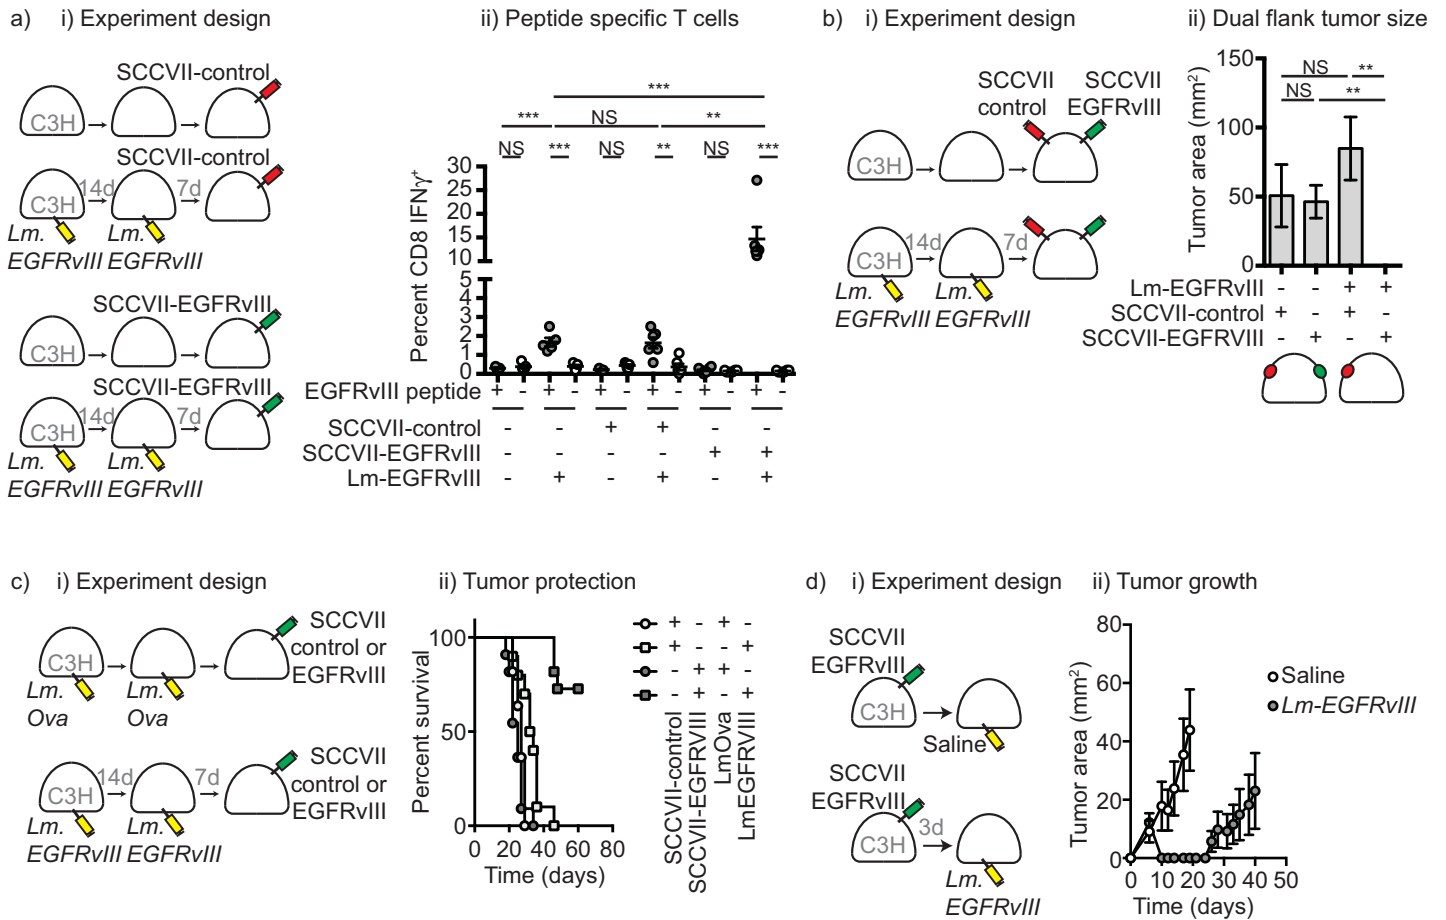 a) i) Experiment design
SCCVII-control
C3H
SCCVII-control
14d 7d
C3H
Lm. Lm.
EGFRvIII EGFRvIII
SCCVII-EGFRvIII
C3H
SCCVII-EGFRvIII
14d 7d
C3H
Lm. Lm.
EGFRvIII EGFRvIII
ii) Peptide specific T cells
***
*** NS **
NS *** NS ** NS ***
Percent CD8 IFNγ+
30
25
20
15
10
5
4
3
2
1
0
EGFRvIII peptide + - + - + - + - + - + -
SCCVII-control - - + + - -
SCCVII-EGFRvIII - - - - + +
Lm-EGFRvIII - + - + - +
b) i) Experiment design
SCCVII SCCVII
control EGFRvIII
C3H
14d 7d
C3H
Lm. Lm.
EGFRvIII EGFRvIII
ii) Dual flank tumor size
NS **
NS **
Tumor area (mm2)
150
100
50
0
Lm-EGFRvIII - - + +
SCCVII-control + - + -
SCCVII-EGFRVIII - + - +
c) i) Experiment design
SCCVII
control or
EGFRvIII
C3H
Lm. Lm.
Ova Ova
SCCVII
control or
EGFRvIII
14d 7d
C3H
Lm. Lm.
EGFRvIII EGFRvIII
ii) Tumor protection
Percent survival
100
50
0
0 20 40 60 80
Time (days)
+ - + -
+ - - +
- + + -
- + - +
SCCVII-control
SCCVII-EGFRVIII
LmOva
LmEGFRVIII
d) i) Experiment design
SCCVII
EGFRvIII
C3H
Saline
SCCVII
EGFRvIII
3d
C3H
Lm.
EGFRvIII
ii) Tumor growth
Tumor area (mm2)
80
60
40
20
0
0 10 20 30 40 50
Time (days)
Saline
Lm-EGFRvIII